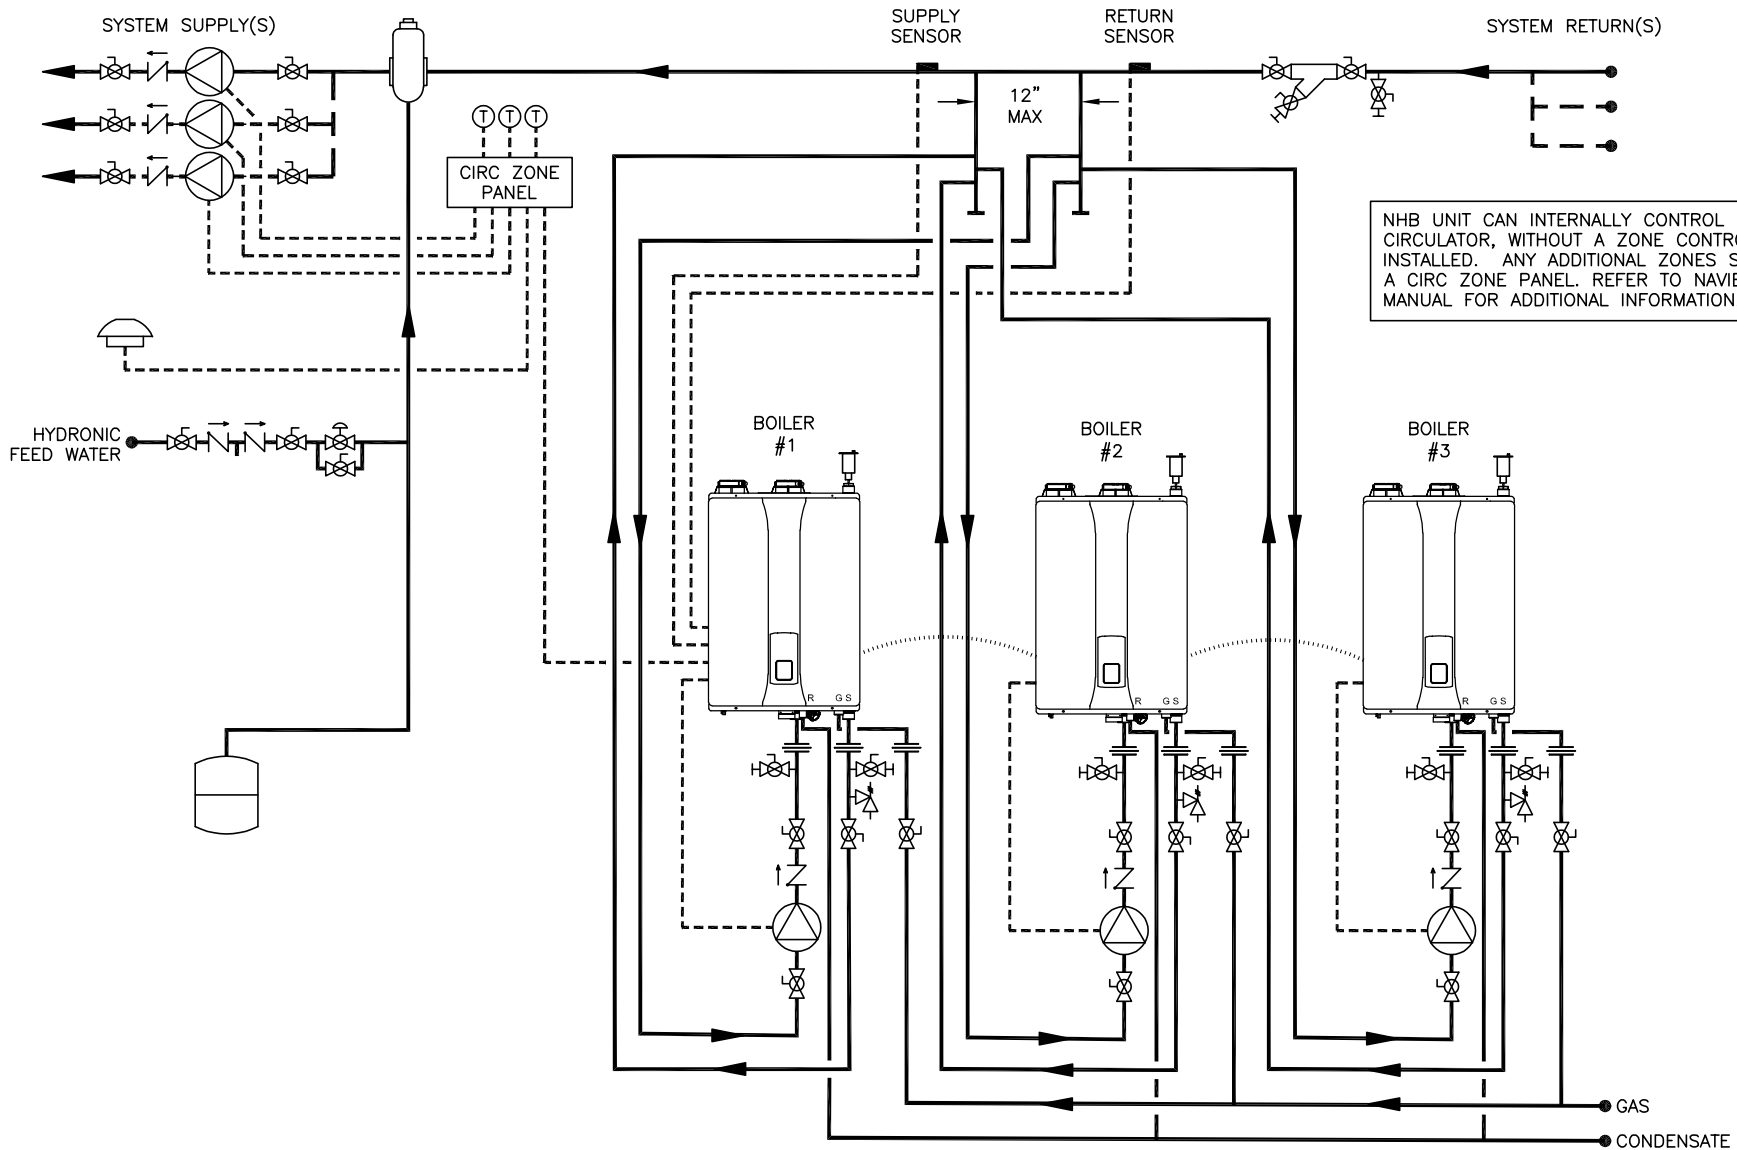 SYSTEM SUPPLY(S)
SUPPLY
SENSOR
RETURN
SENSOR
SYSTEM RETURN(S)
12"
MAX
T T T
CIRC ZONE
PANEL
NHB UNIT CAN INTERNALLY CONTROL
CIRCULATOR, WITHOUT A ZONE
INSTALLED. ANY ADDITIONAL ZONES
A CIRC ZONE PANEL. REFER TO
MANUAL FOR ADDITIONAL INFORMATION
HYDRONIC
FEED WATER
BOILER
#1
BOILER
#2
BOILER
#3
R G S
R G S
R G S
GAS
CONDENSATE